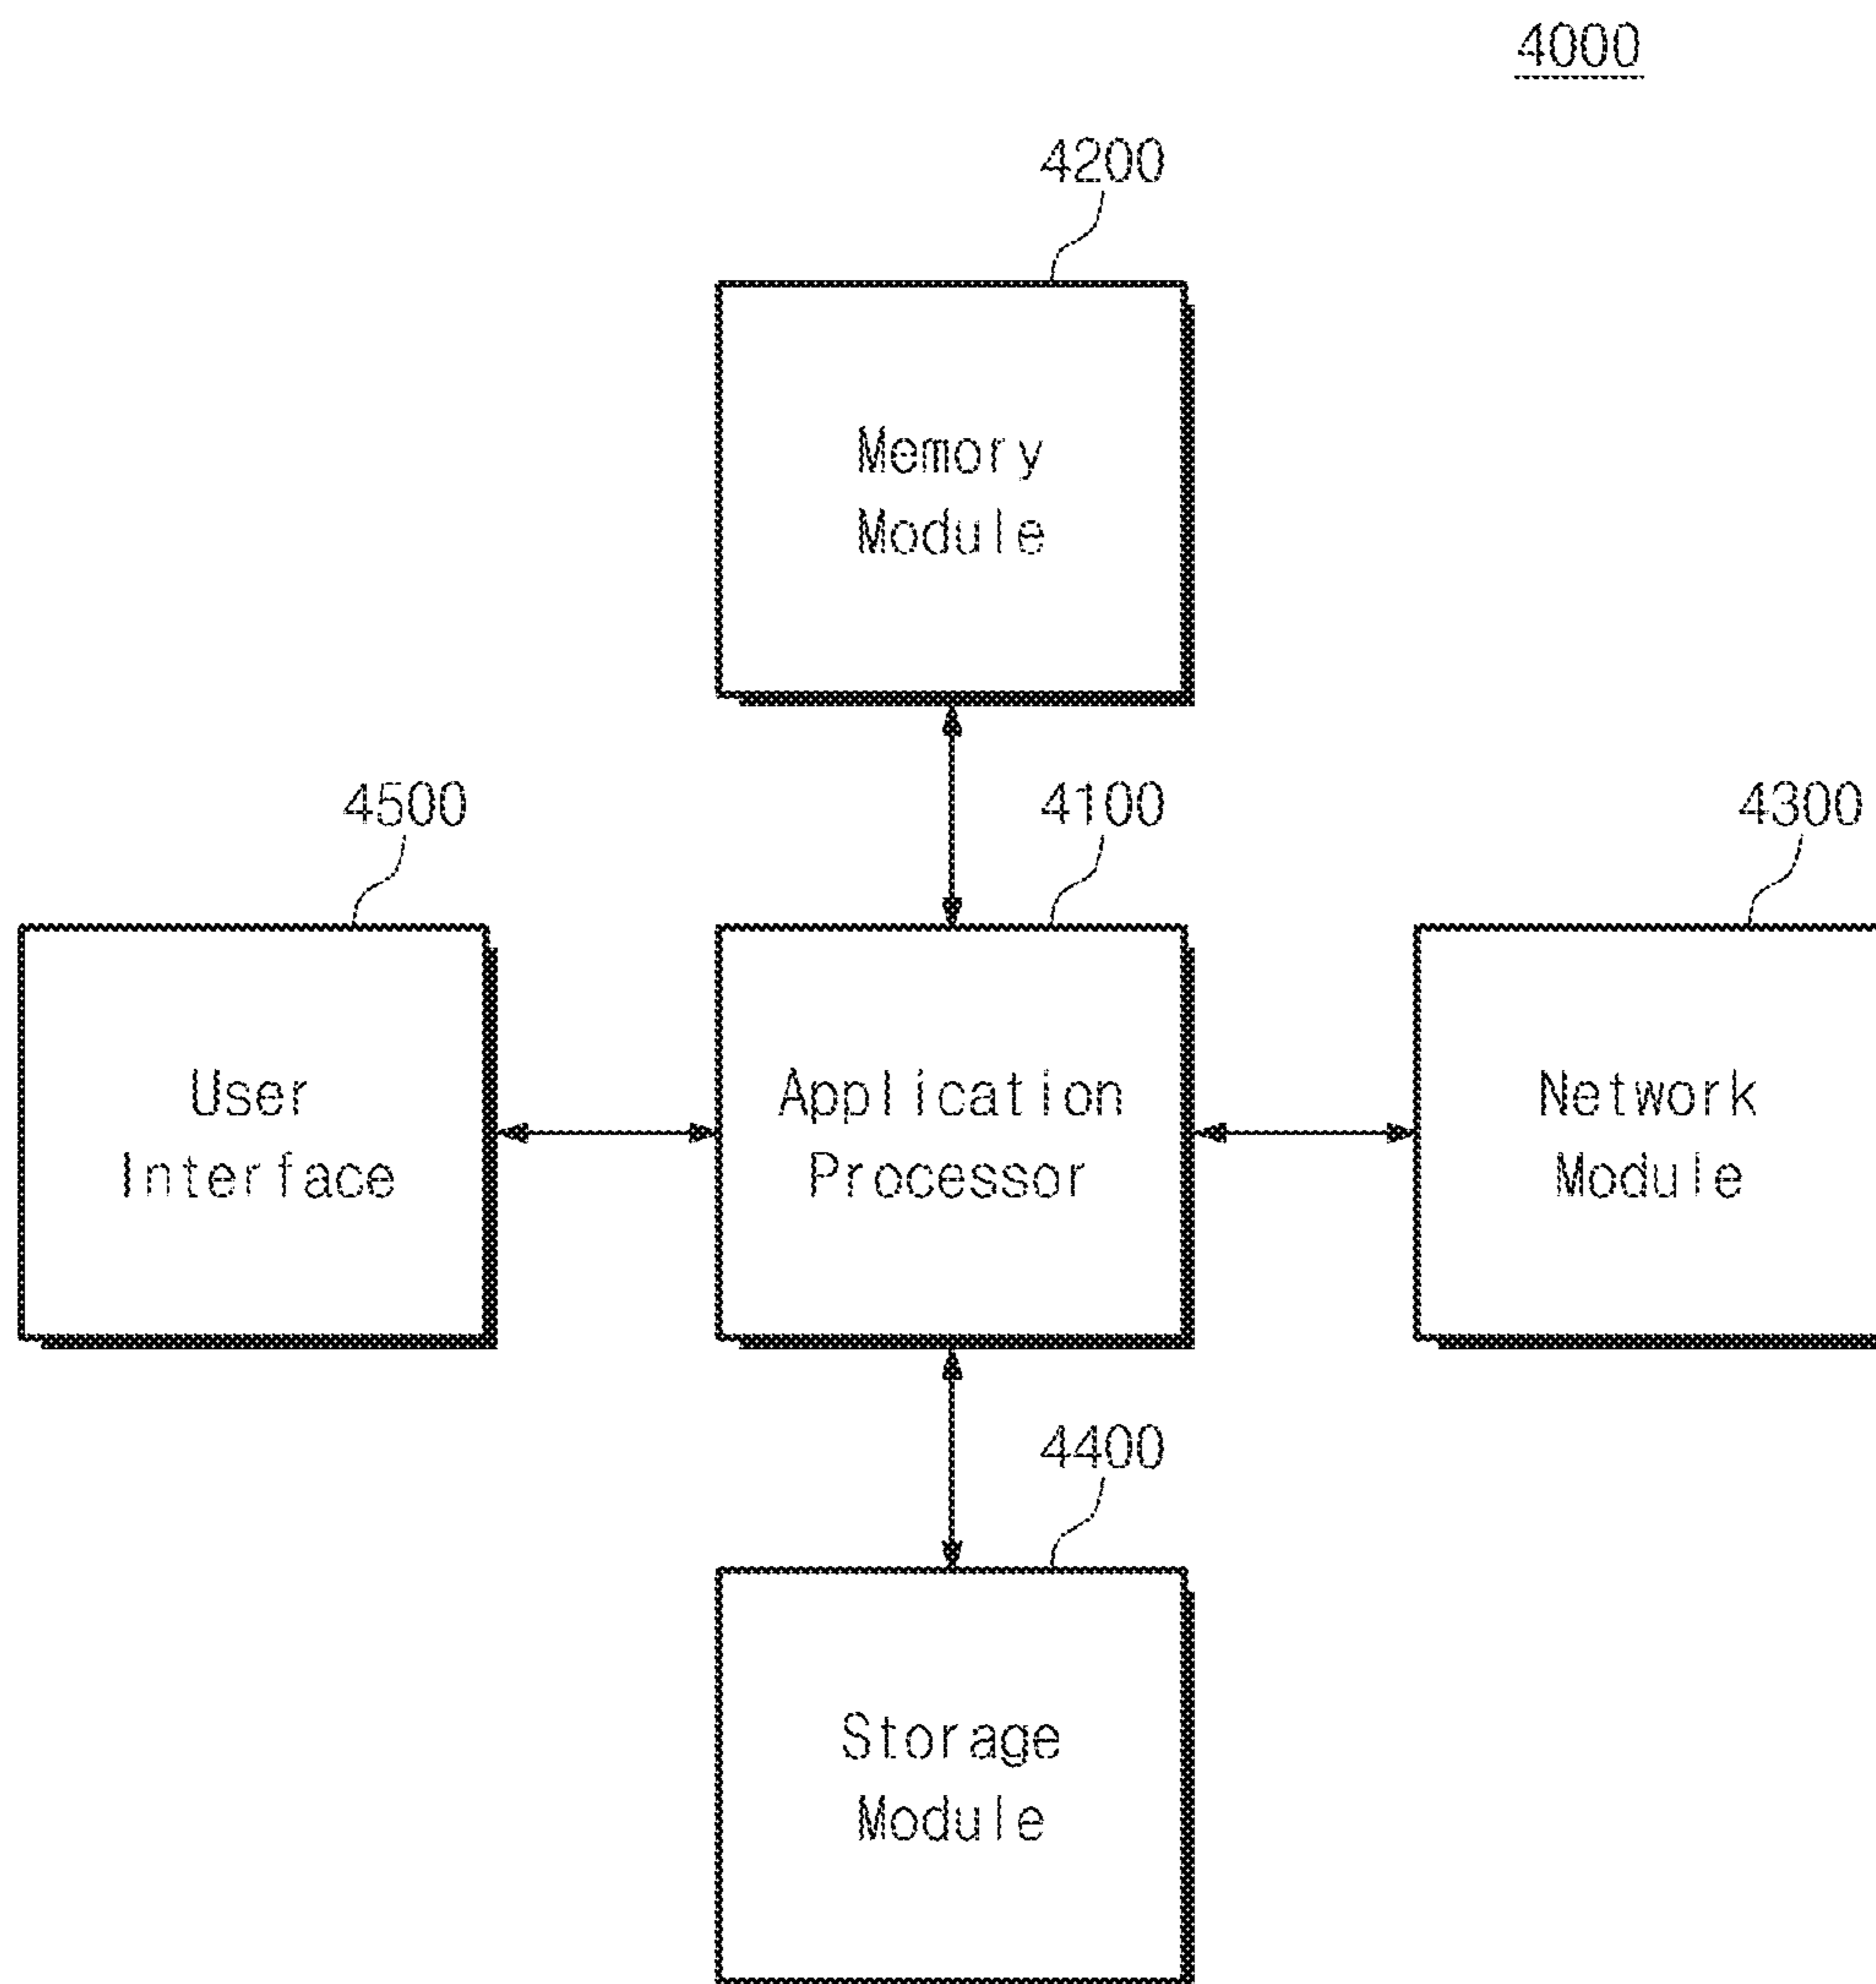 4000
4200
Memory
Module
4500
4100
4300
User
Interface
Application
Processor
Network
Module
4400
Storage
Module